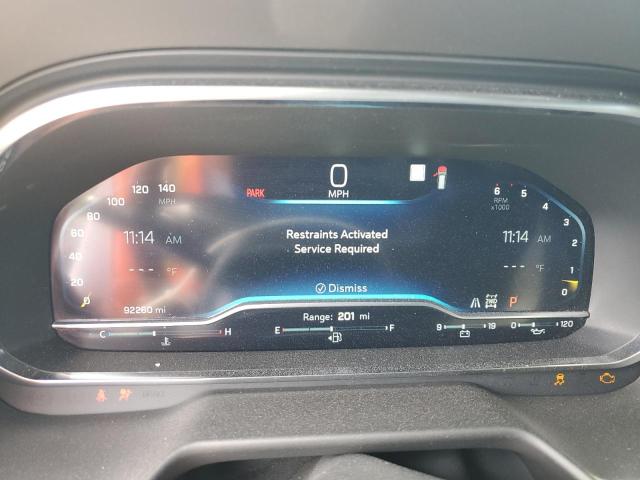 120 140
100 MPH
80
60
40
20
PARK
0
MPH
6 5
RPM
x1000
4
3
2
1
0
11:14 AM
Restraints Activated
Service Required
11:14 AM
--- °F
--- °F
Dismiss
92260 mi
P
Range: 201 mi
C H
E F
9 19
0 120